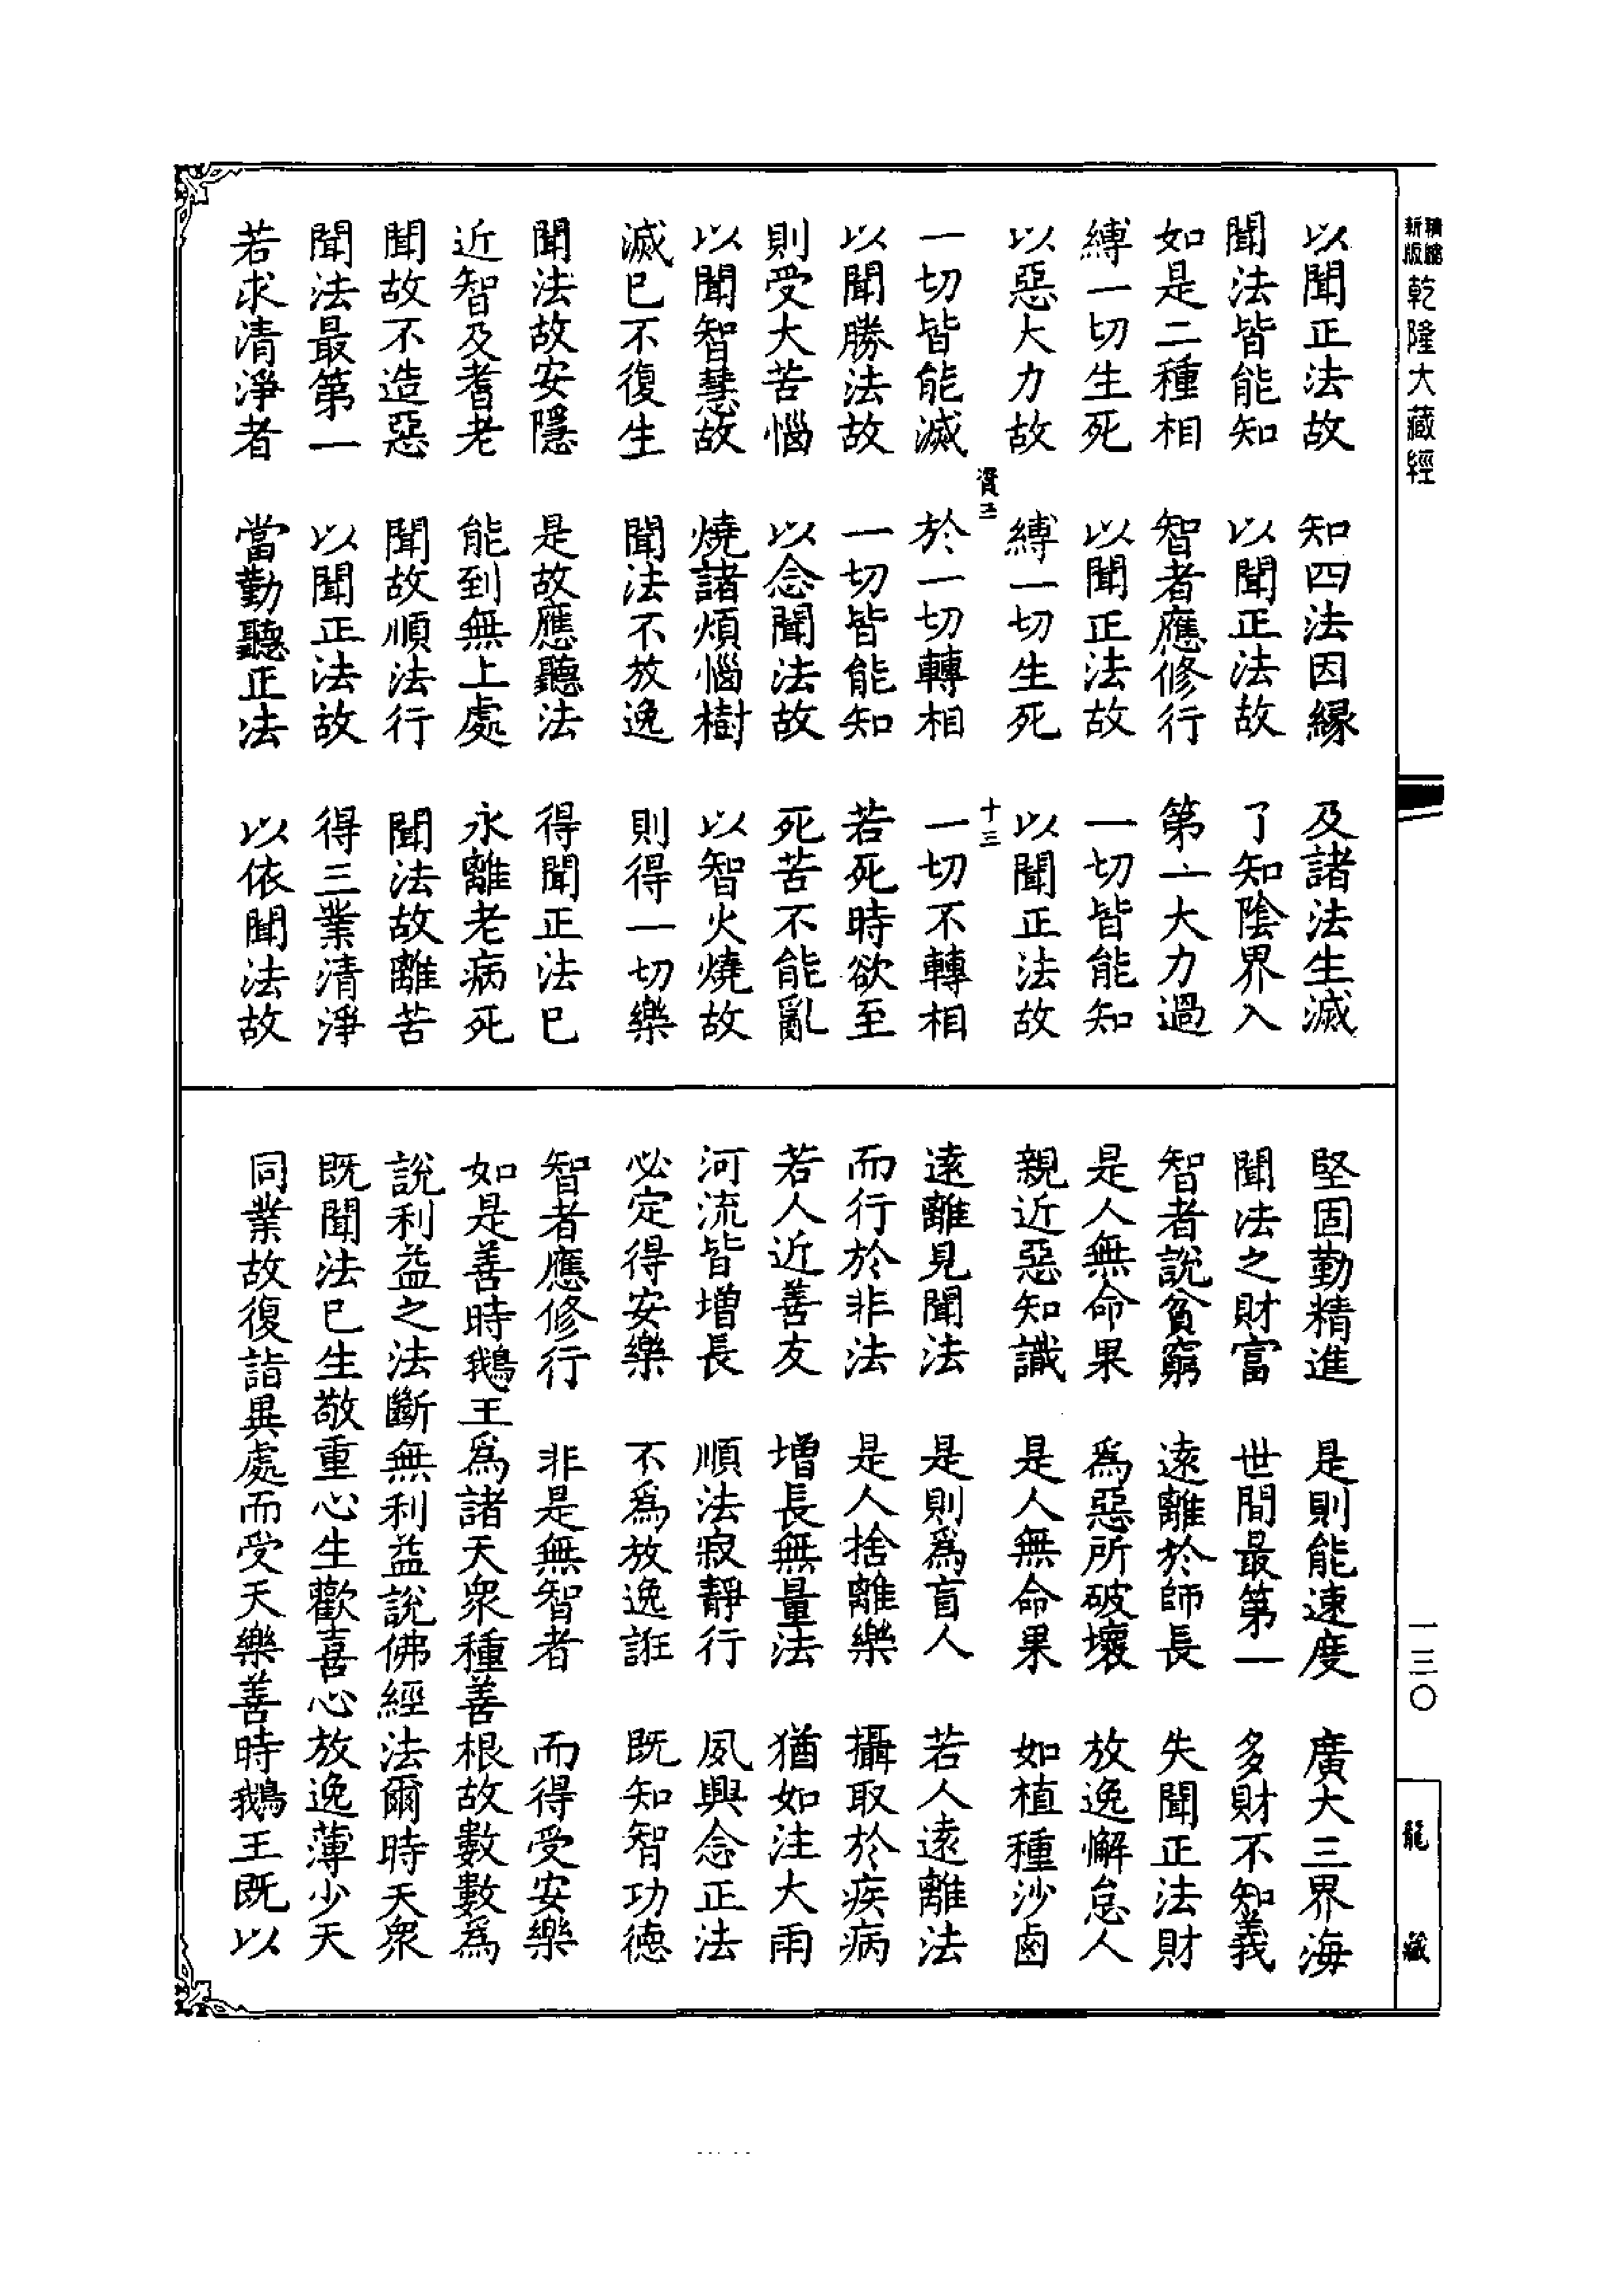 新版
精縮
乾隆大藏經
以聞正法故　知四法因縁　及諸法生滅
聞法皆能知　以聞正法故　了知陰界入
如是二種相　智者應修行　第一大力過
縛一切生死　以聞正法故　一切皆能知
以惡大力故　縛一切生死　以聞正法故
十三
一切皆能滅　於一切轉相　一切不轉相
以聞勝法故　一切皆能知　若死時欲至
則受大苦惱　以念聞法故　死苦不能亂
以聞智慧故　燒諸煩惱樹　以智火燒故
滅已不復生　聞法不放逸　則得一切樂
聞法故安隱　是故應聽法　得聞正法已
近智及耆老　能到無上處　永離老病死
聞故不造惡　聞故順法行　聞法故離苦
聞法最第一　以聞正法故　得三業清淨
若求清淨者　當勤聽正法　以依聞法故
堅固勤精進　是則能速度　廣大三界海
聞法之財富　世間最第一　多財不知義
智者説貧窮　遠離於師長　失聞正法財
是人無命果　爲惡所破壞　放逸懈怠人
親近惡知識　是人無命果　如植種沙鹵
遠離見聞法　是則爲盲人　若人遠離法
而行於非法　是人捨離樂　攝取於疾病
若人近善友　增長無量法　猶如注大雨
河流皆增長　順法寂靜行　夙興念正法
必定得安樂　不爲放逸誑　既知智功德
智者應修行　非是無智者　而得受安樂
如是善時鵝王爲諸天衆種善根故數數爲
説利益之法斷無利益説佛經法爾時天衆
既聞法已生敬重心生歡喜心放逸薄少天
同業故復詣異處而受天樂善時鵝王既以
一三〇
龍藏